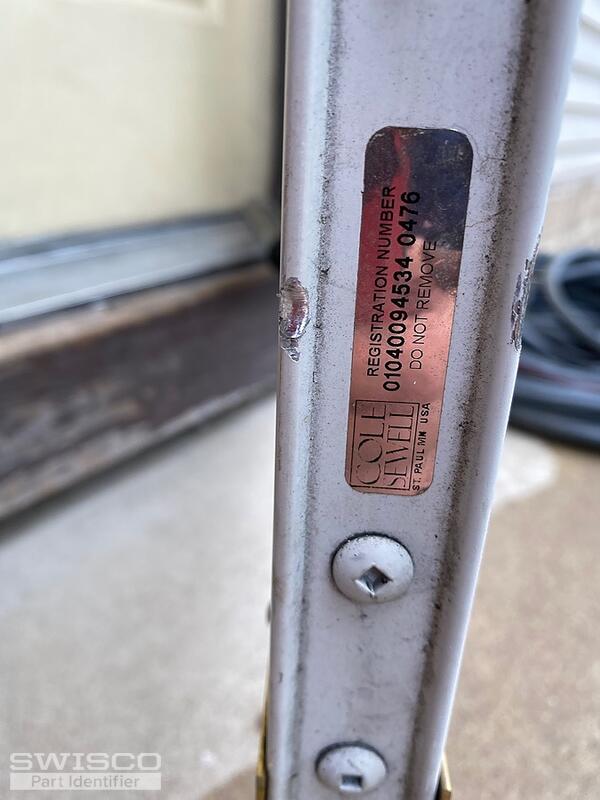 REGISTRATION NUMBER
01040094534 0476
DO NOT REMOVE
COLE
SEWELL
ST. PAUL MN USA
SWISCO
Part Identifier